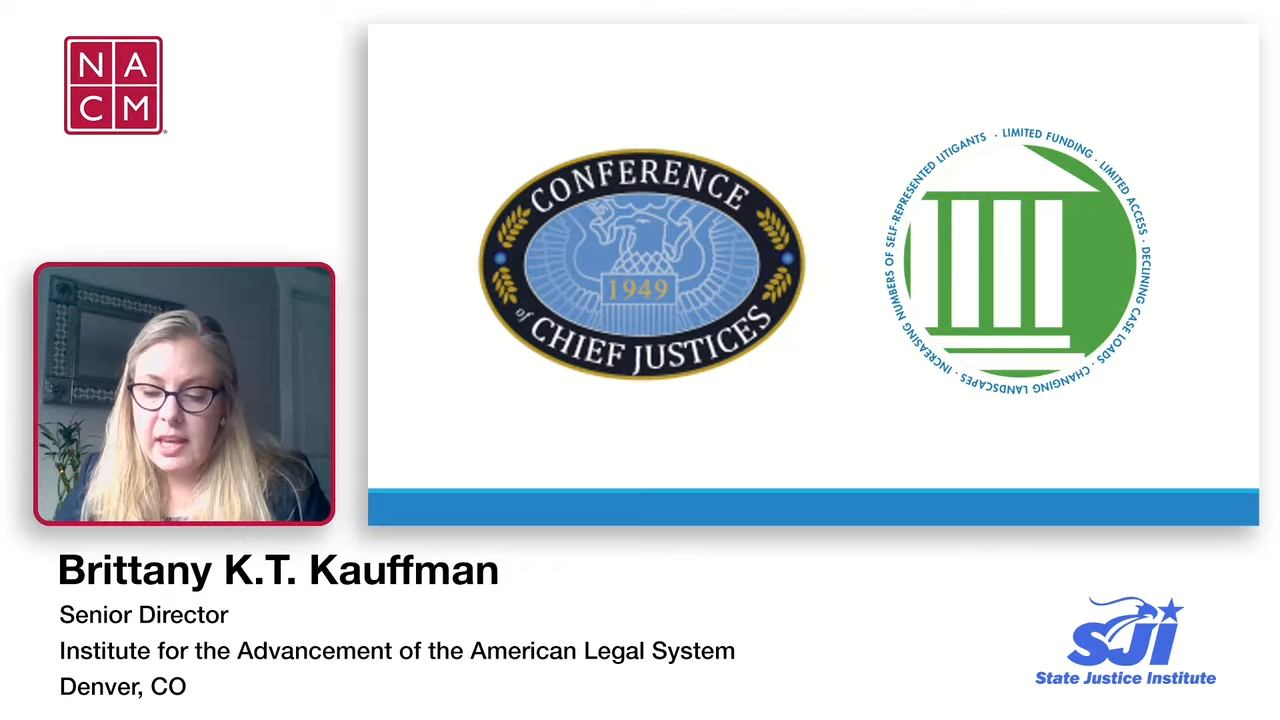 N A
C M
CONFERENCE
1949
of CHIEF JUSTICES
· LIMITED FUNDING · LIMITED ACCESS · DECLINING CASE LOADS · CHANGING LANDSCAPES · INCREASING NUMBERS OF SELF-REPRESENTED LITIGANTS
Brittany K.T. Kauffman
Senior Director
Institute for the Advancement of the American Legal System
Denver, CO
SJI
State Justice Institute